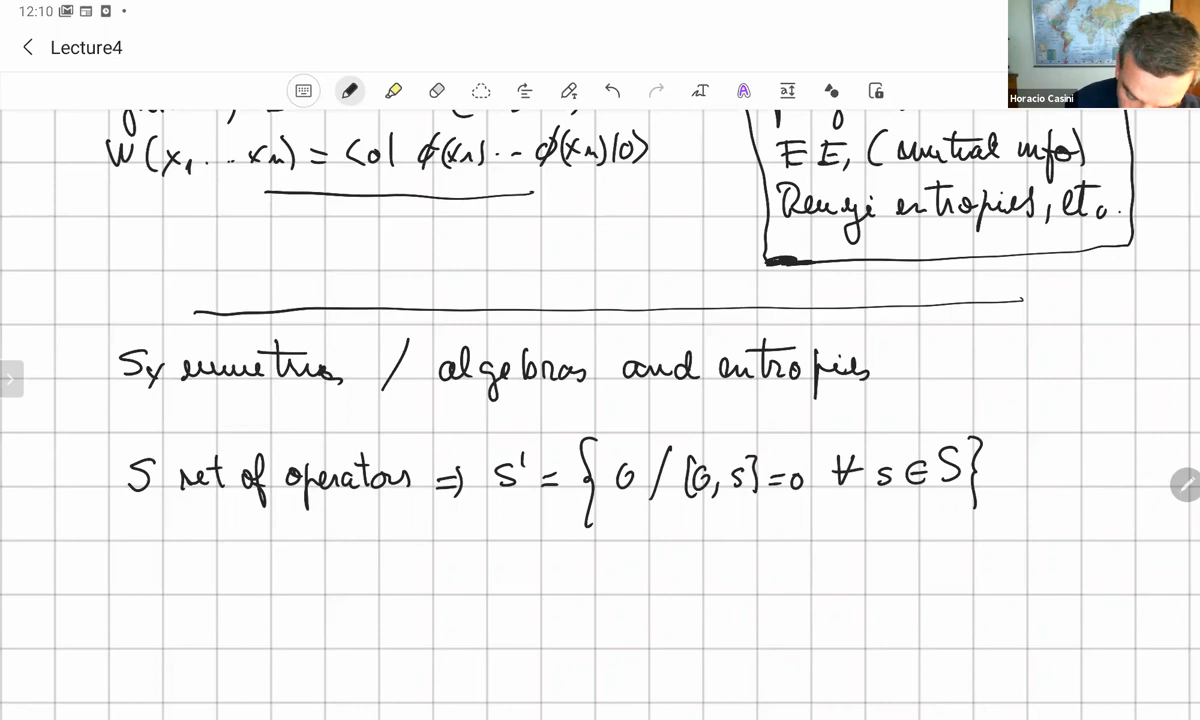 12:10
Lecture4
Horacio Casini
W(x₁...xₙ) = <0| ϕ(x₁)... ϕ(xₙ)|0>
EE, (mutual info)
Renyi entropies, etc.
Symmetries / algebras and entropies
S set of operators => S' = { O / [O, s] = 0 ∀ s ∈ S}